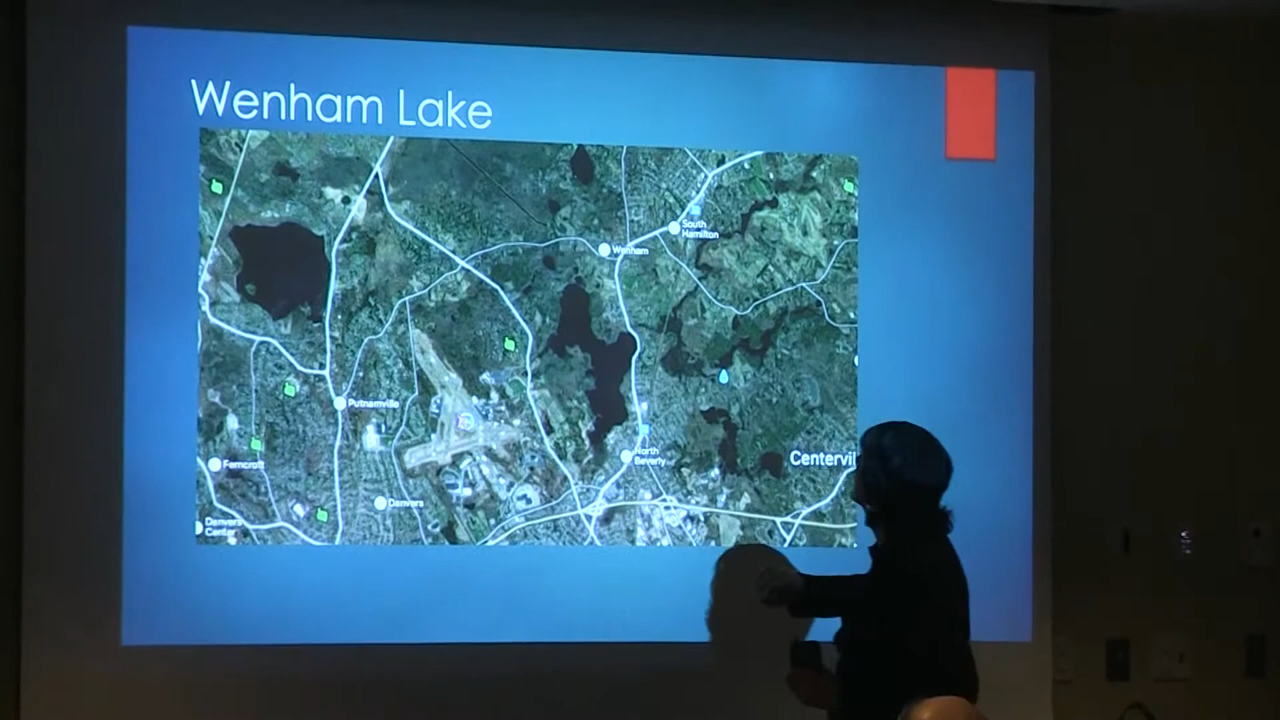 Wenham Lake
South
Hamilton
Wenham
Putnamville
North
Beverly
Centervil
Ferncroft
Danvers
Danvers
Center